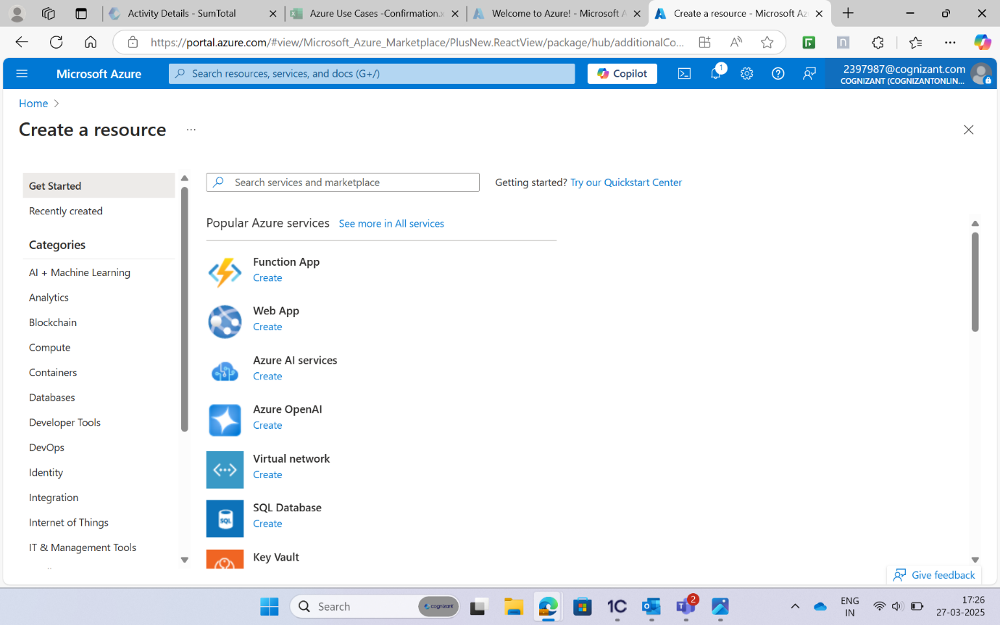 Activity Details - SumTotal
Azure Use Cases -Confirmation.x
Welcome to Azure! - Microsoft A
Create a resource - Microsoft Az
https://portal.azure.com/#view/Microsoft_Azure_Marketplace/PlusNew.ReactView/package/hub/additionalCo...
Microsoft Azure
Search resources, services, and docs (G+/)
Copilot
1
2397987@cognizant.com
COGNIZANT (COGNIZANTONLIN...
Home
Create a resource
...
Get Started
Recently created
Categories
AI + Machine Learning
Analytics
Blockchain
Compute
Containers
Databases
Developer Tools
DevOps
Identity
Integration
Internet of Things
IT & Management Tools
Search services and marketplace
Getting started? Try our Quickstart Center
Popular Azure services See more in All services
Function App
Create
Web App
Create
Azure AI services
Create
Azure OpenAI
Create
Virtual network
Create
SQL
SQL Database
Create
Key Vault
Give feedback
Search
cognizant
1C
2
ENG
IN
17:26
27-03-2025